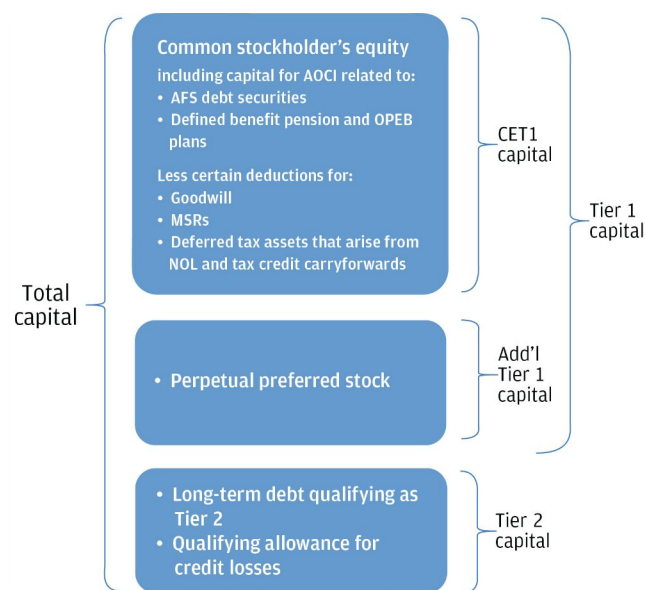 Common stockholder's equity
including capital for AOCI related to:
• AFS debt securities
• Defined benefit pension and OPEB
plans
Less certain deductions for:
• Goodwill
• MSRs
• Deferred tax assets that arise from
NOL and tax credit carryforwards
CET1
capital
Tier 1
capital
Total
capital
• Perpetual preferred stock
Add'l
Tier 1
capital
• Long-term debt qualifying as
Tier 2
• Qualifying allowance for
credit losses
Tier 2
capital